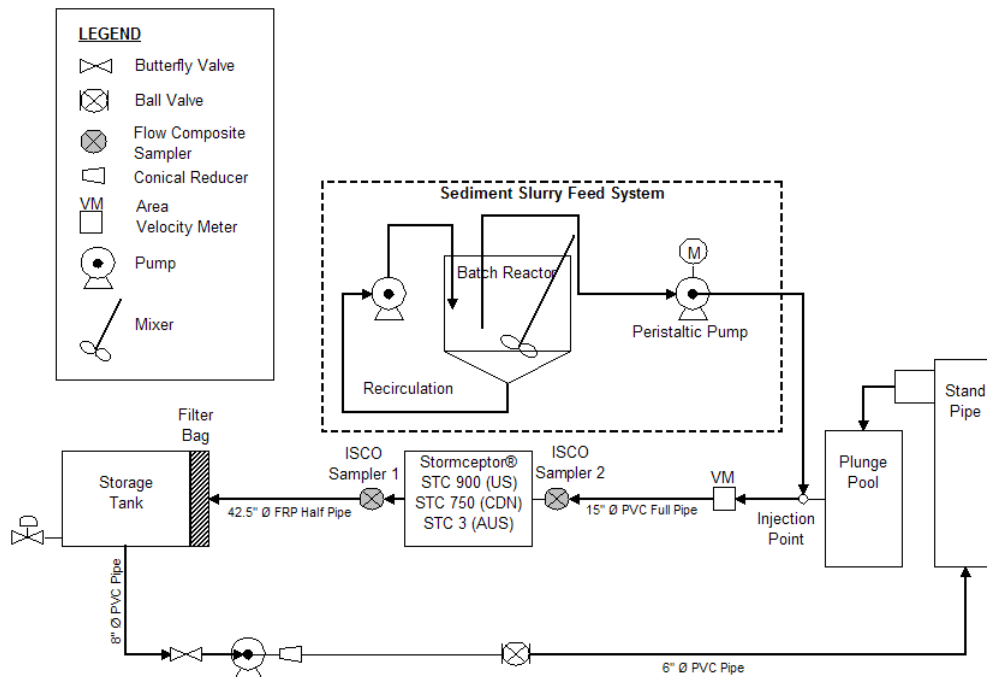 LEGEND
Butterfly Valve
Ball Valve
Flow Composite
Sampler
Conical Reducer
VM
Area
Velocity Meter
Pump
Mixer
Sediment Slurry Feed System
Batch Reactor
M
Peristaltic Pump
Recirculation
Stand
Pipe
Filter
Bag
Storage
Tank
ISCO
Sampler 1
42.5" Ø FRP Half Pipe
Stormceptor®
STC 900 (US)
STC 750 (CDN)
STC 3 (AUS)
ISCO
Sampler 2
15" Ø PVC Full Pipe
VM
Injection
Point
Plunge
Pool
8" Ø PVC Pipe
6" Ø PVC Pipe